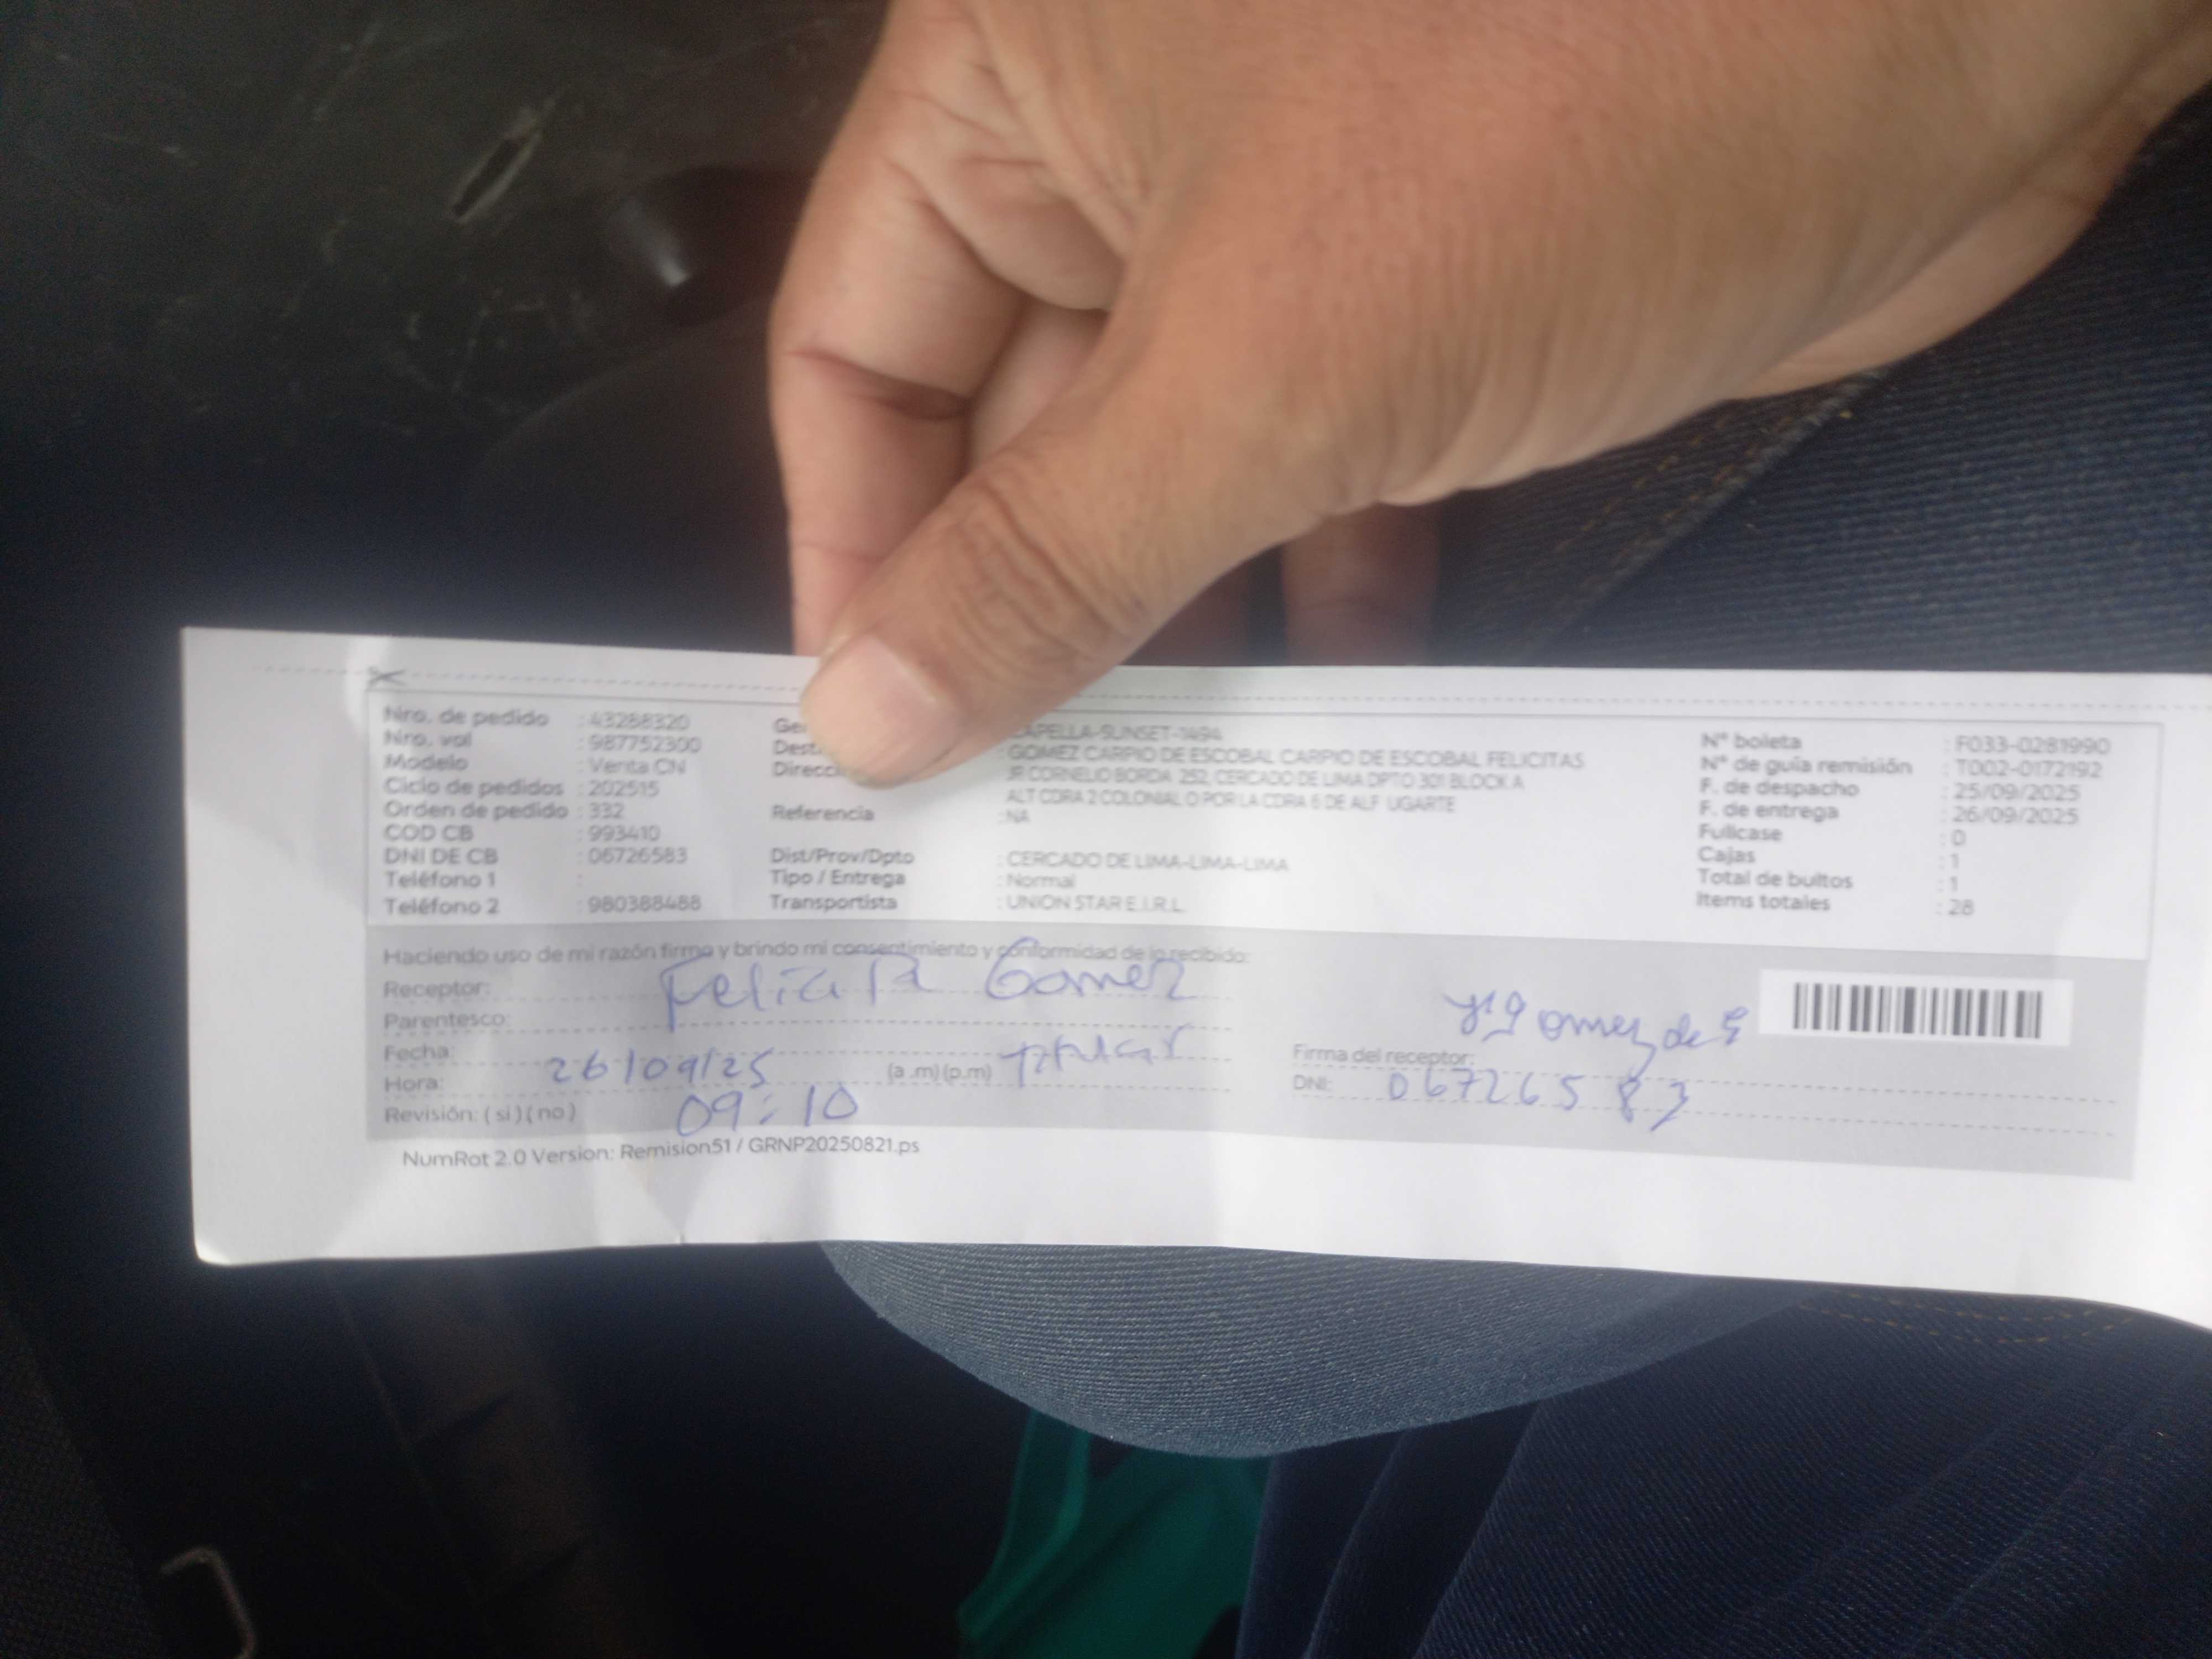 Nro. de pedido : 43288320
Nro. vol : 987752300
Modelo : Venta CN
Ciclo de pedidos : 202515
Orden de pedido : 332
COD CB : 993410
DNI DE CB : 06726583
Teléfono 1 :
Teléfono 2 : 980388488
APELLA-SUNSET-1494
GOMEZ CARPIO DE ESCOBAL CARPIO DE ESCOBAL FELICITAS
JR CORNELIO BORDA 252, CERCADO DE LIMA DPTO 301 BLOCK A
ALT CDRA 2 COLONIAL O POR LA CDRA 6 DE ALF UGARTE
Referencia : NA
Dist/Prov/Dpto : CERCADO DE LIMA-LIMA-LIMA
Tipo / Entrega : Normal
Transportista : UNION STAR E.I.R.L.
N° boleta : F033-0281990
N° de guía remisión : T002-0172192
F. de despacho : 25/09/2025
F. de entrega : 26/09/2025
Fullcase : 0
Cajas : 1
Total de bultos : 1
Items totales : 28
Haciendo uso de mi razón firmo y brindo mi consentimiento y conformidad de lo recibido:
Receptor: Gomez
Parentesco: titular
Fecha: 26/09/25
Hora: 09:10 (a.m) (p.m)
Revisión: ( si ) ( no )
Firma del receptor:
DNI: 06726583
NumRot 2.0 Version: Remision51 / GRNP20250821.ps